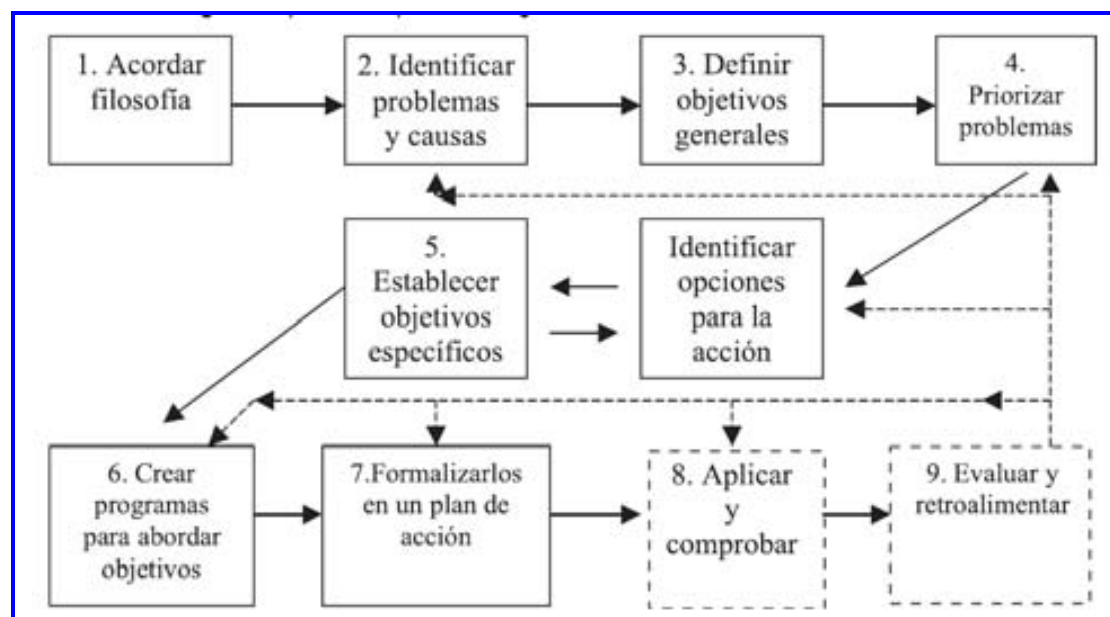 1. Acordar
filosofía
2. Identificar
problemas
y causas
3. Definir
objetivos
generales
4.
Priorizar
problemas
5.
Establecer
objetivos
específicos
Identificar
opciones
para la
acción
6. Crear
programas
para abordar
objetivos
7.Formalizarlos
en un plan de
acción
8. Aplicar
y
comprobar
9. Evaluar y
retroalimentar